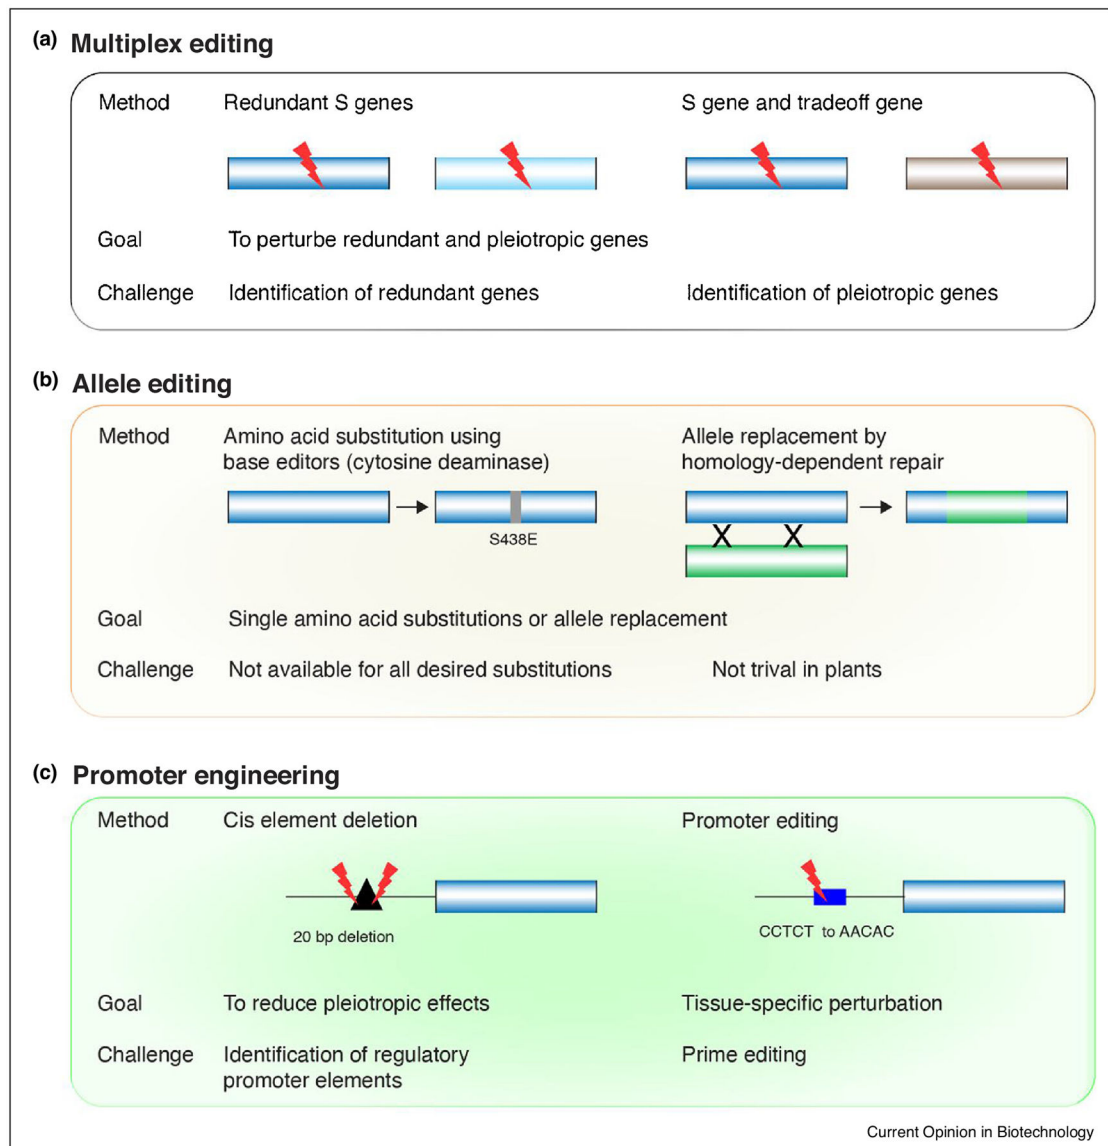 (a) Multiplex editing
Method Redundant S genes S gene and tradeoff gene
Goal To perturbe redundant and pleiotropic genes
Challenge Identification of redundant genes Identification of pleiotropic genes
(b) Allele editing
Method Amino acid substitution using Allele replacement by
base editors (cytosine deaminase) homology-dependent repair
S438E
X X
Goal Single amino acid substitutions or allele replacement
Challenge Not available for all desired substitutions Not trival in plants
(c) Promoter engineering
Method Cis element deletion Promoter editing
20 bp deletion CCTCT to AACAC
Goal To reduce pleiotropic effects Tissue-specific perturbation
Challenge Identification of regulatory Prime editing
promoter elements
Current Opinion in Biotechnology